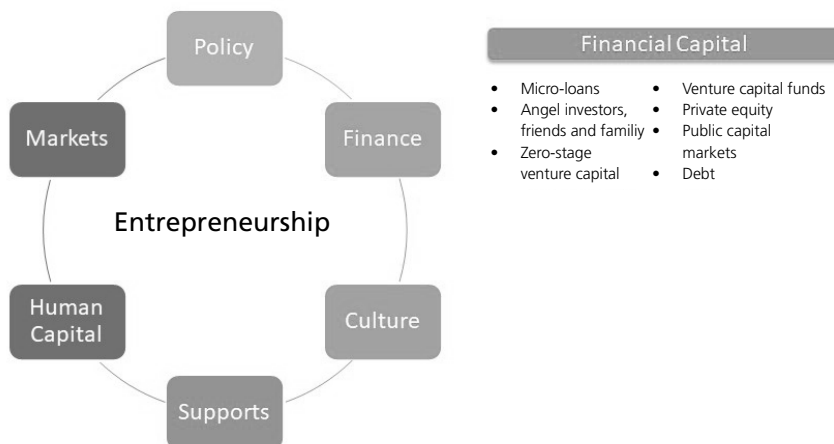 Policy
Finance
Culture
Supports
Human
Capital
Markets
Entrepreneurship
Financial Capital
• Micro-loans
• Angel investors,
friends and familiy
• Zero-stage
venture capital
• Venture capital funds
• Private equity
• Public capital
markets
• Debt